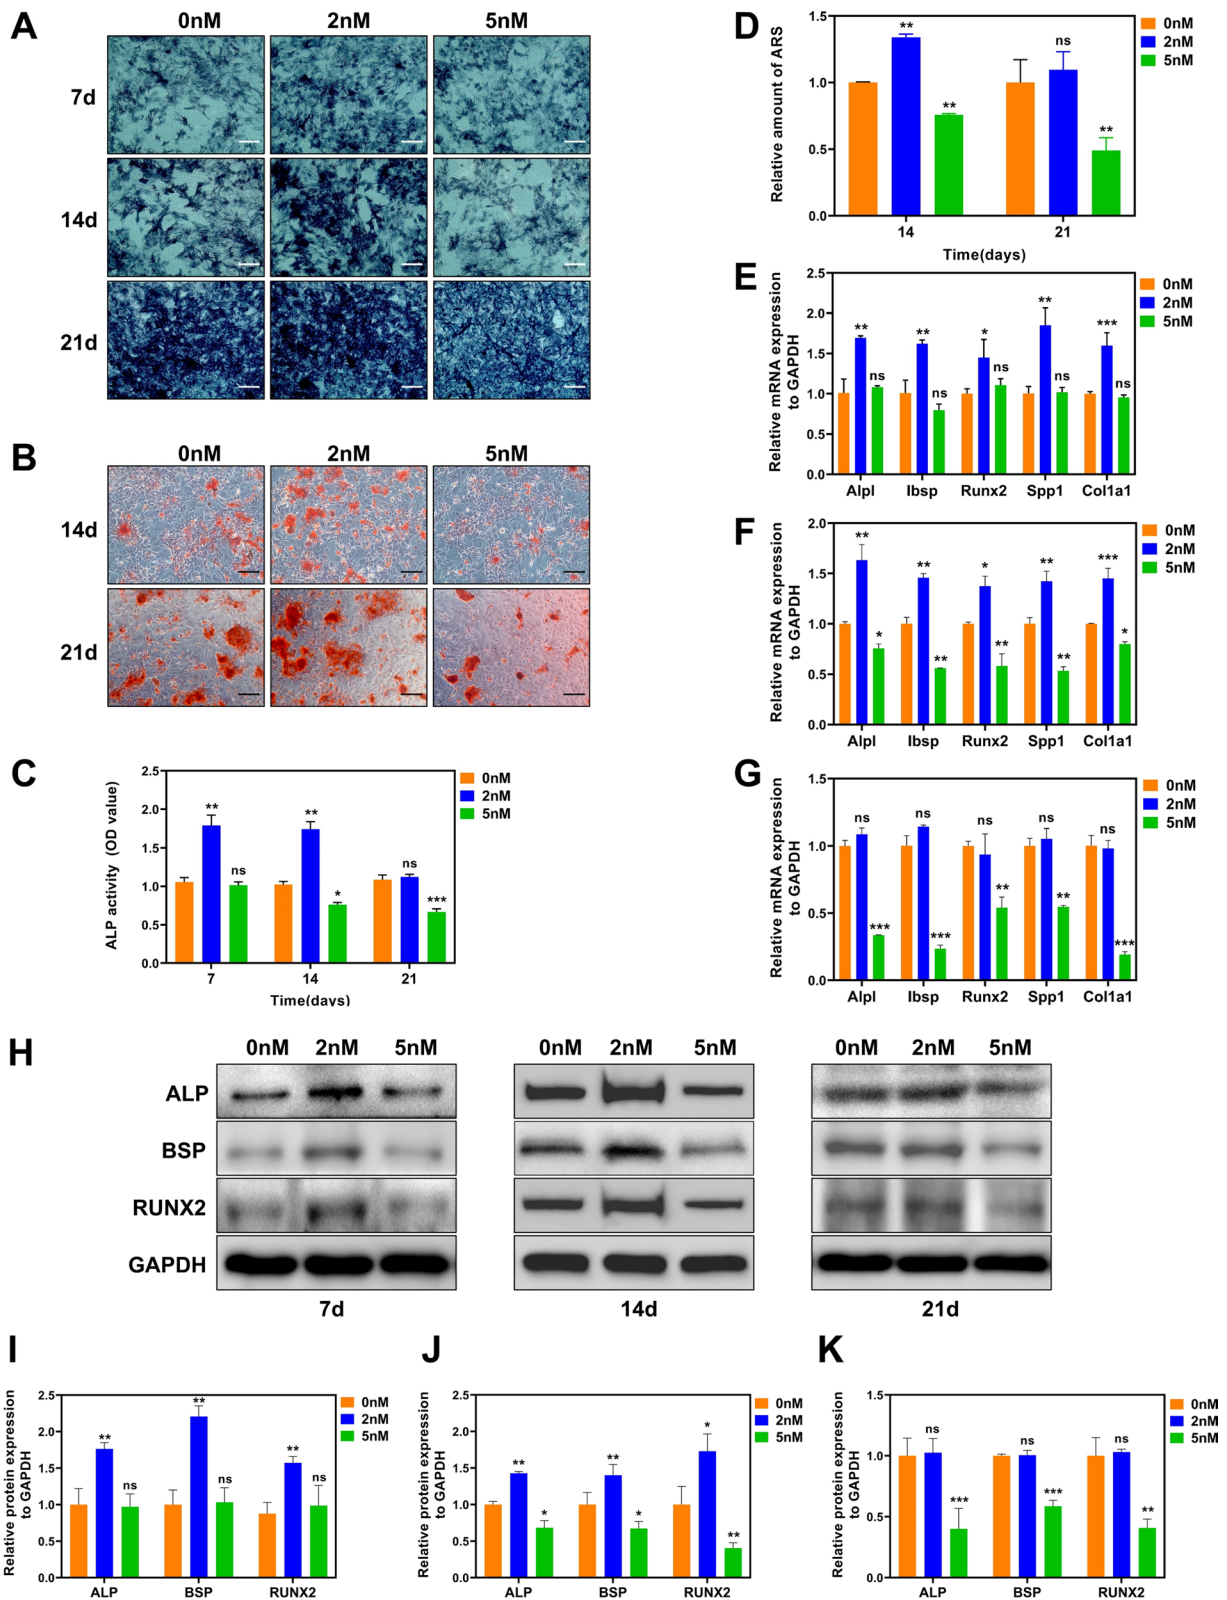 A
0nM 2nM 5nM
7d
14d
21d
B
0nM 2nM 5nM
14d
21d
C
ALP activity (OD value)
2.5
2.0
1.5
1.0
0.5
0.0
** ns
** *
ns ***
7 14 21
Time(days)
0nM
2nM
5nM
D
Relative amount of ARS
1.5
1.0
0.5
0.0
** **
ns **
14 21
Time(days)
0nM
2nM
5nM
E
Relative mRNA expression
to GAPDH
2.5
2.0
1.5
1.0
0.5
0.0
** ns
** ns
* ns
** ns
*** ns
Alpl Ibsp Runx2 Spp1 Col1a1
0nM
2nM
5nM
F
Relative mRNA expression
to GAPDH
2.0
1.5
1.0
0.5
0.0
** *
** **
* **
** **
*** *
Alpl Ibsp Runx2 Spp1 Col1a1
0nM
2nM
5nM
G
Relative mRNA expression
to GAPDH
1.5
1.0
0.5
0.0
ns ***
ns ***
ns **
ns **
ns ***
Alpl Ibsp Runx2 Spp1 Col1a1
0nM
2nM
5nM
H
0nM 2nM 5nM 0nM 2nM 5nM 0nM 2nM 5nM
ALP
BSP
RUNX2
GAPDH
7d 14d 21d
I
Relative protein expression
to GAPDH
2.5
2.0
1.5
1.0
0.5
0.0
** ns
** ns
** ns
ALP BSP RUNX2
0nM
2nM
5nM
J
Relative protein expression
to GAPDH
2.5
2.0
1.5
1.0
0.5
0.0
** *
** *
* **
ALP BSP RUNX2
0nM
2nM
5nM
K
Relative protein expression
to GAPDH
1.5
1.0
0.5
0.0
ns ***
ns ***
ns **
ALP BSP RUNX2
0nM
2nM
5nM